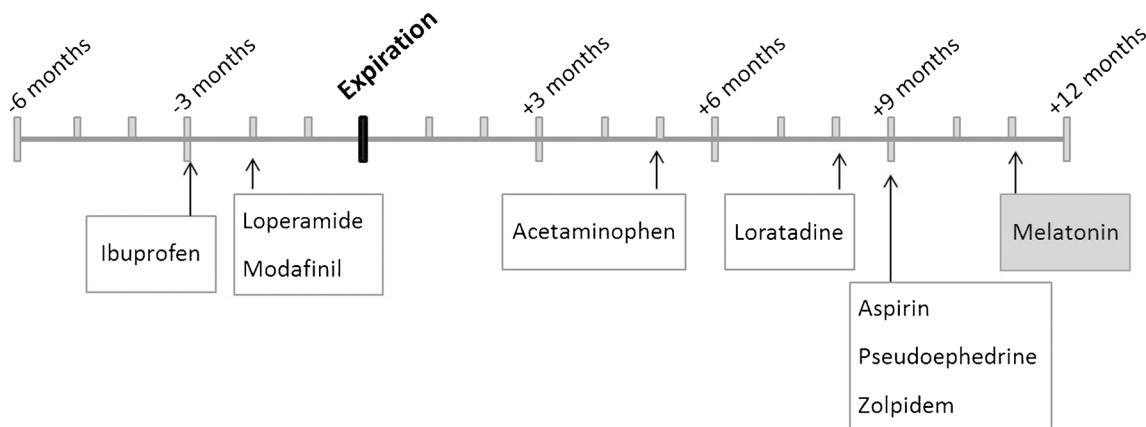 -6 months
-3 months
Expiration
+3 months
+6 months
+9 months
+12 months
Ibuprofen
Loperamide
Modafinil
Acetaminophen
Loratadine
Aspirin
Pseudoephedrine
Zolpidem
Melatonin